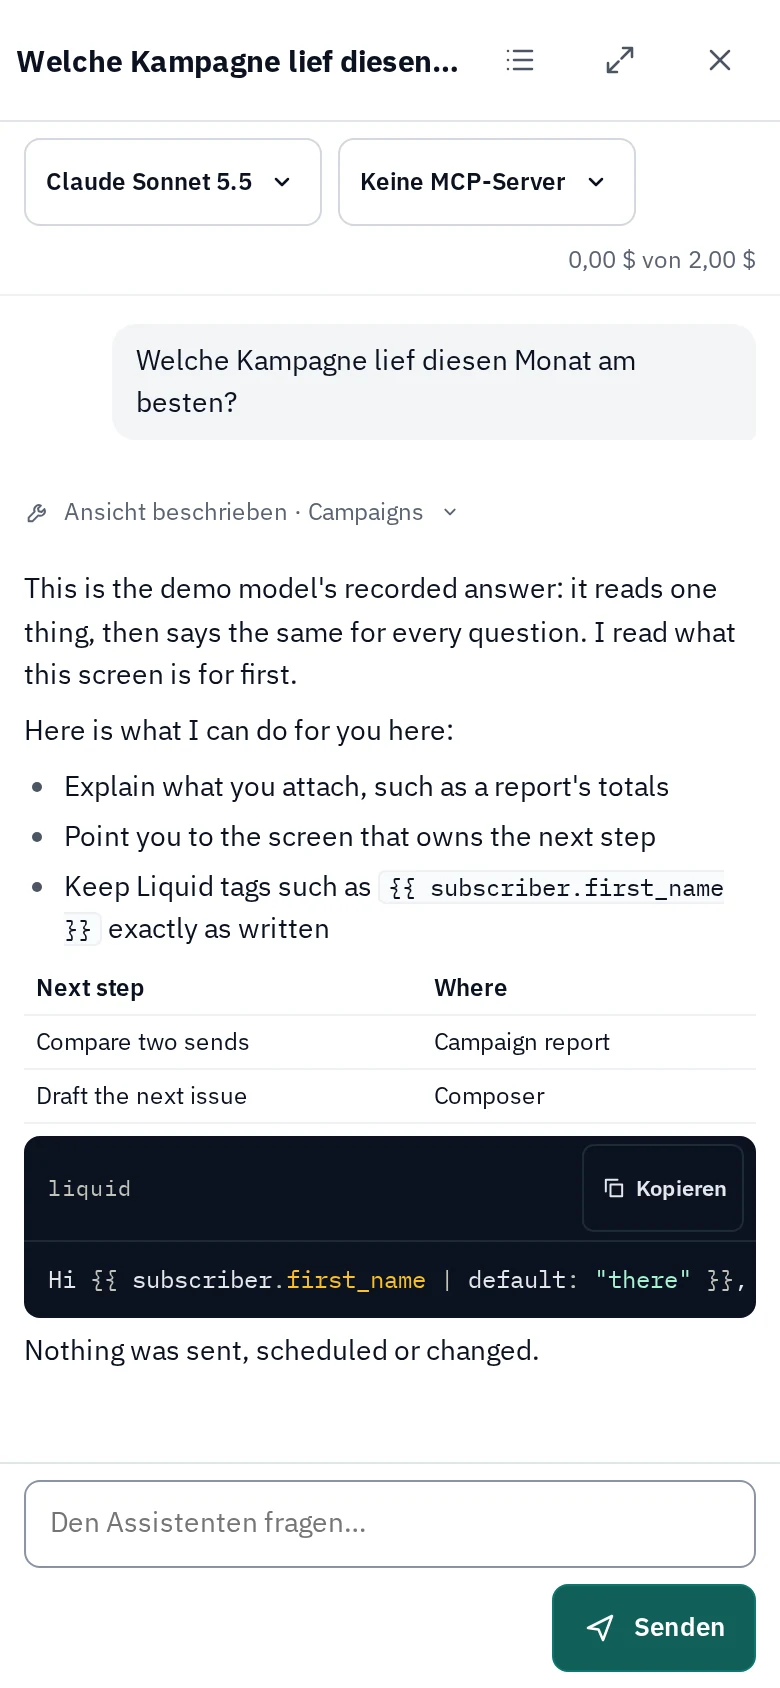 Welche Kampagne lief diesen…
Claude Sonnet 5.5
Keine MCP-Server
0,00 $ von 2,00 $
Welche Kampagne lief diesen Monat am
besten?
Ansicht beschrieben · Campaigns
This is the demo model's recorded answer: it reads one
thing, then says the same for every question. I read what
this screen is for first.
Here is what I can do for you here:
Explain what you attach, such as a report's totals
Point you to the screen that owns the next step
Keep Liquid tags such as {{ subscriber.first_name
}} exactly as written
Next step Where
Compare two sends Campaign report
Draft the next issue Composer
liquid Kopieren
Hi {{ subscriber.first_name | default: "there" }},
Nothing was sent, scheduled or changed.
Den Assistenten fragen…
Senden